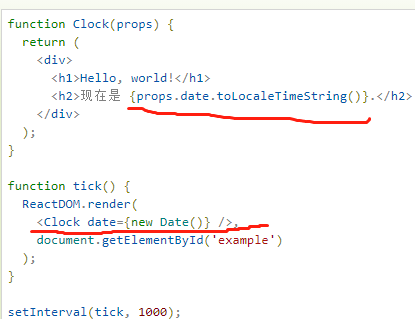 function Clock(props) {
  return (
    <div>
      <h1>Hello, world!</h1>
      <h2>现在是 {props.date.toLocaleTimeString()}.</h2>
    </div>
  );
}

function tick() {
  ReactDOM.render(
    <Clock date={new Date()} />,
    document.getElementById('example')
  );
}

setInterval(tick, 1000);